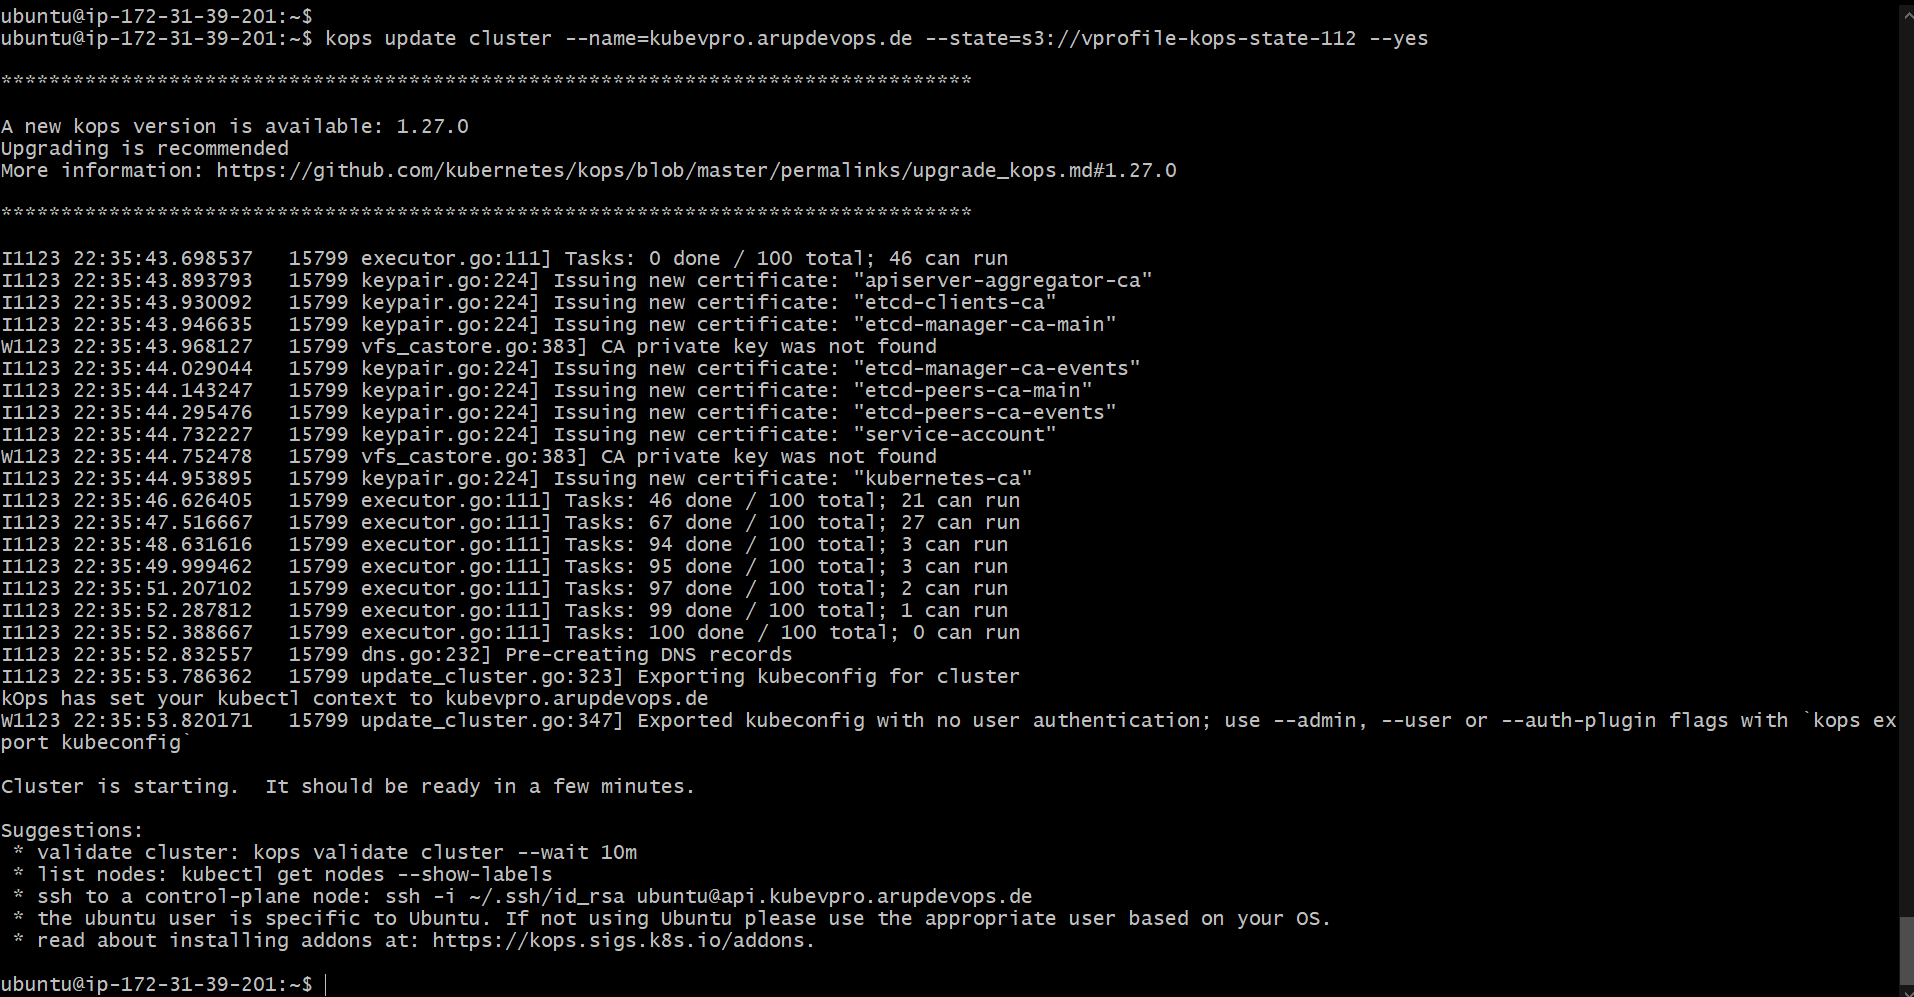 ubuntu@ip-172-31-39-201:~$
ubuntu@ip-172-31-39-201:~$ kops update cluster --name=kubevpro.arupdevops.de --state=s3://vprofile-kops-state-112 --yes
*********************************************************************************
A new kops version is available: 1.27.0
Upgrading is recommended
More information: https://github.com/kubernetes/kops/blob/master/permalinks/upgrade_kops.md#1.27.0
*********************************************************************************
I1123 22:35:43.698537   15799 executor.go:111] Tasks: 0 done / 100 total; 46 can run
I1123 22:35:43.893793   15799 keypair.go:224] Issuing new certificate: "apiserver-aggregator-ca"
I1123 22:35:43.930092   15799 keypair.go:224] Issuing new certificate: "etcd-clients-ca"
I1123 22:35:43.946635   15799 keypair.go:224] Issuing new certificate: "etcd-manager-ca-main"
W1123 22:35:43.968127   15799 vfs_castore.go:383] CA private key was not found
I1123 22:35:44.029044   15799 keypair.go:224] Issuing new certificate: "etcd-manager-ca-events"
I1123 22:35:44.143247   15799 keypair.go:224] Issuing new certificate: "etcd-peers-ca-main"
I1123 22:35:44.295476   15799 keypair.go:224] Issuing new certificate: "etcd-peers-ca-events"
I1123 22:35:44.732227   15799 keypair.go:224] Issuing new certificate: "service-account"
W1123 22:35:44.752478   15799 vfs_castore.go:383] CA private key was not found
I1123 22:35:44.953895   15799 keypair.go:224] Issuing new certificate: "kubernetes-ca"
I1123 22:35:46.626405   15799 executor.go:111] Tasks: 46 done / 100 total; 21 can run
I1123 22:35:47.516667   15799 executor.go:111] Tasks: 67 done / 100 total; 27 can run
I1123 22:35:48.631616   15799 executor.go:111] Tasks: 94 done / 100 total; 3 can run
I1123 22:35:49.999462   15799 executor.go:111] Tasks: 95 done / 100 total; 3 can run
I1123 22:35:51.207102   15799 executor.go:111] Tasks: 97 done / 100 total; 2 can run
I1123 22:35:52.287812   15799 executor.go:111] Tasks: 99 done / 100 total; 1 can run
I1123 22:35:52.388667   15799 executor.go:111] Tasks: 100 done / 100 total; 0 can run
I1123 22:35:52.832557   15799 dns.go:232] Pre-creating DNS records
I1123 22:35:53.786362   15799 update_cluster.go:323] Exporting kubeconfig for cluster
kOps has set your kubectl context to kubevpro.arupdevops.de
W1123 22:35:53.820171   15799 update_cluster.go:347] Exported kubeconfig with no user authentication; use --admin, --user or --auth-plugin flags with `kops ex
port kubeconfig`
Cluster is starting.  It should be ready in a few minutes.
Suggestions:
 * validate cluster: kops validate cluster --wait 10m
 * list nodes: kubectl get nodes --show-labels
 * ssh to a control-plane node: ssh -i ~/.ssh/id_rsa ubuntu@api.kubevpro.arupdevops.de
 * the ubuntu user is specific to Ubuntu. If not using Ubuntu please use the appropriate user based on your OS.
 * read about installing addons at: https://kops.sigs.k8s.io/addons.
ubuntu@ip-172-31-39-201:~$